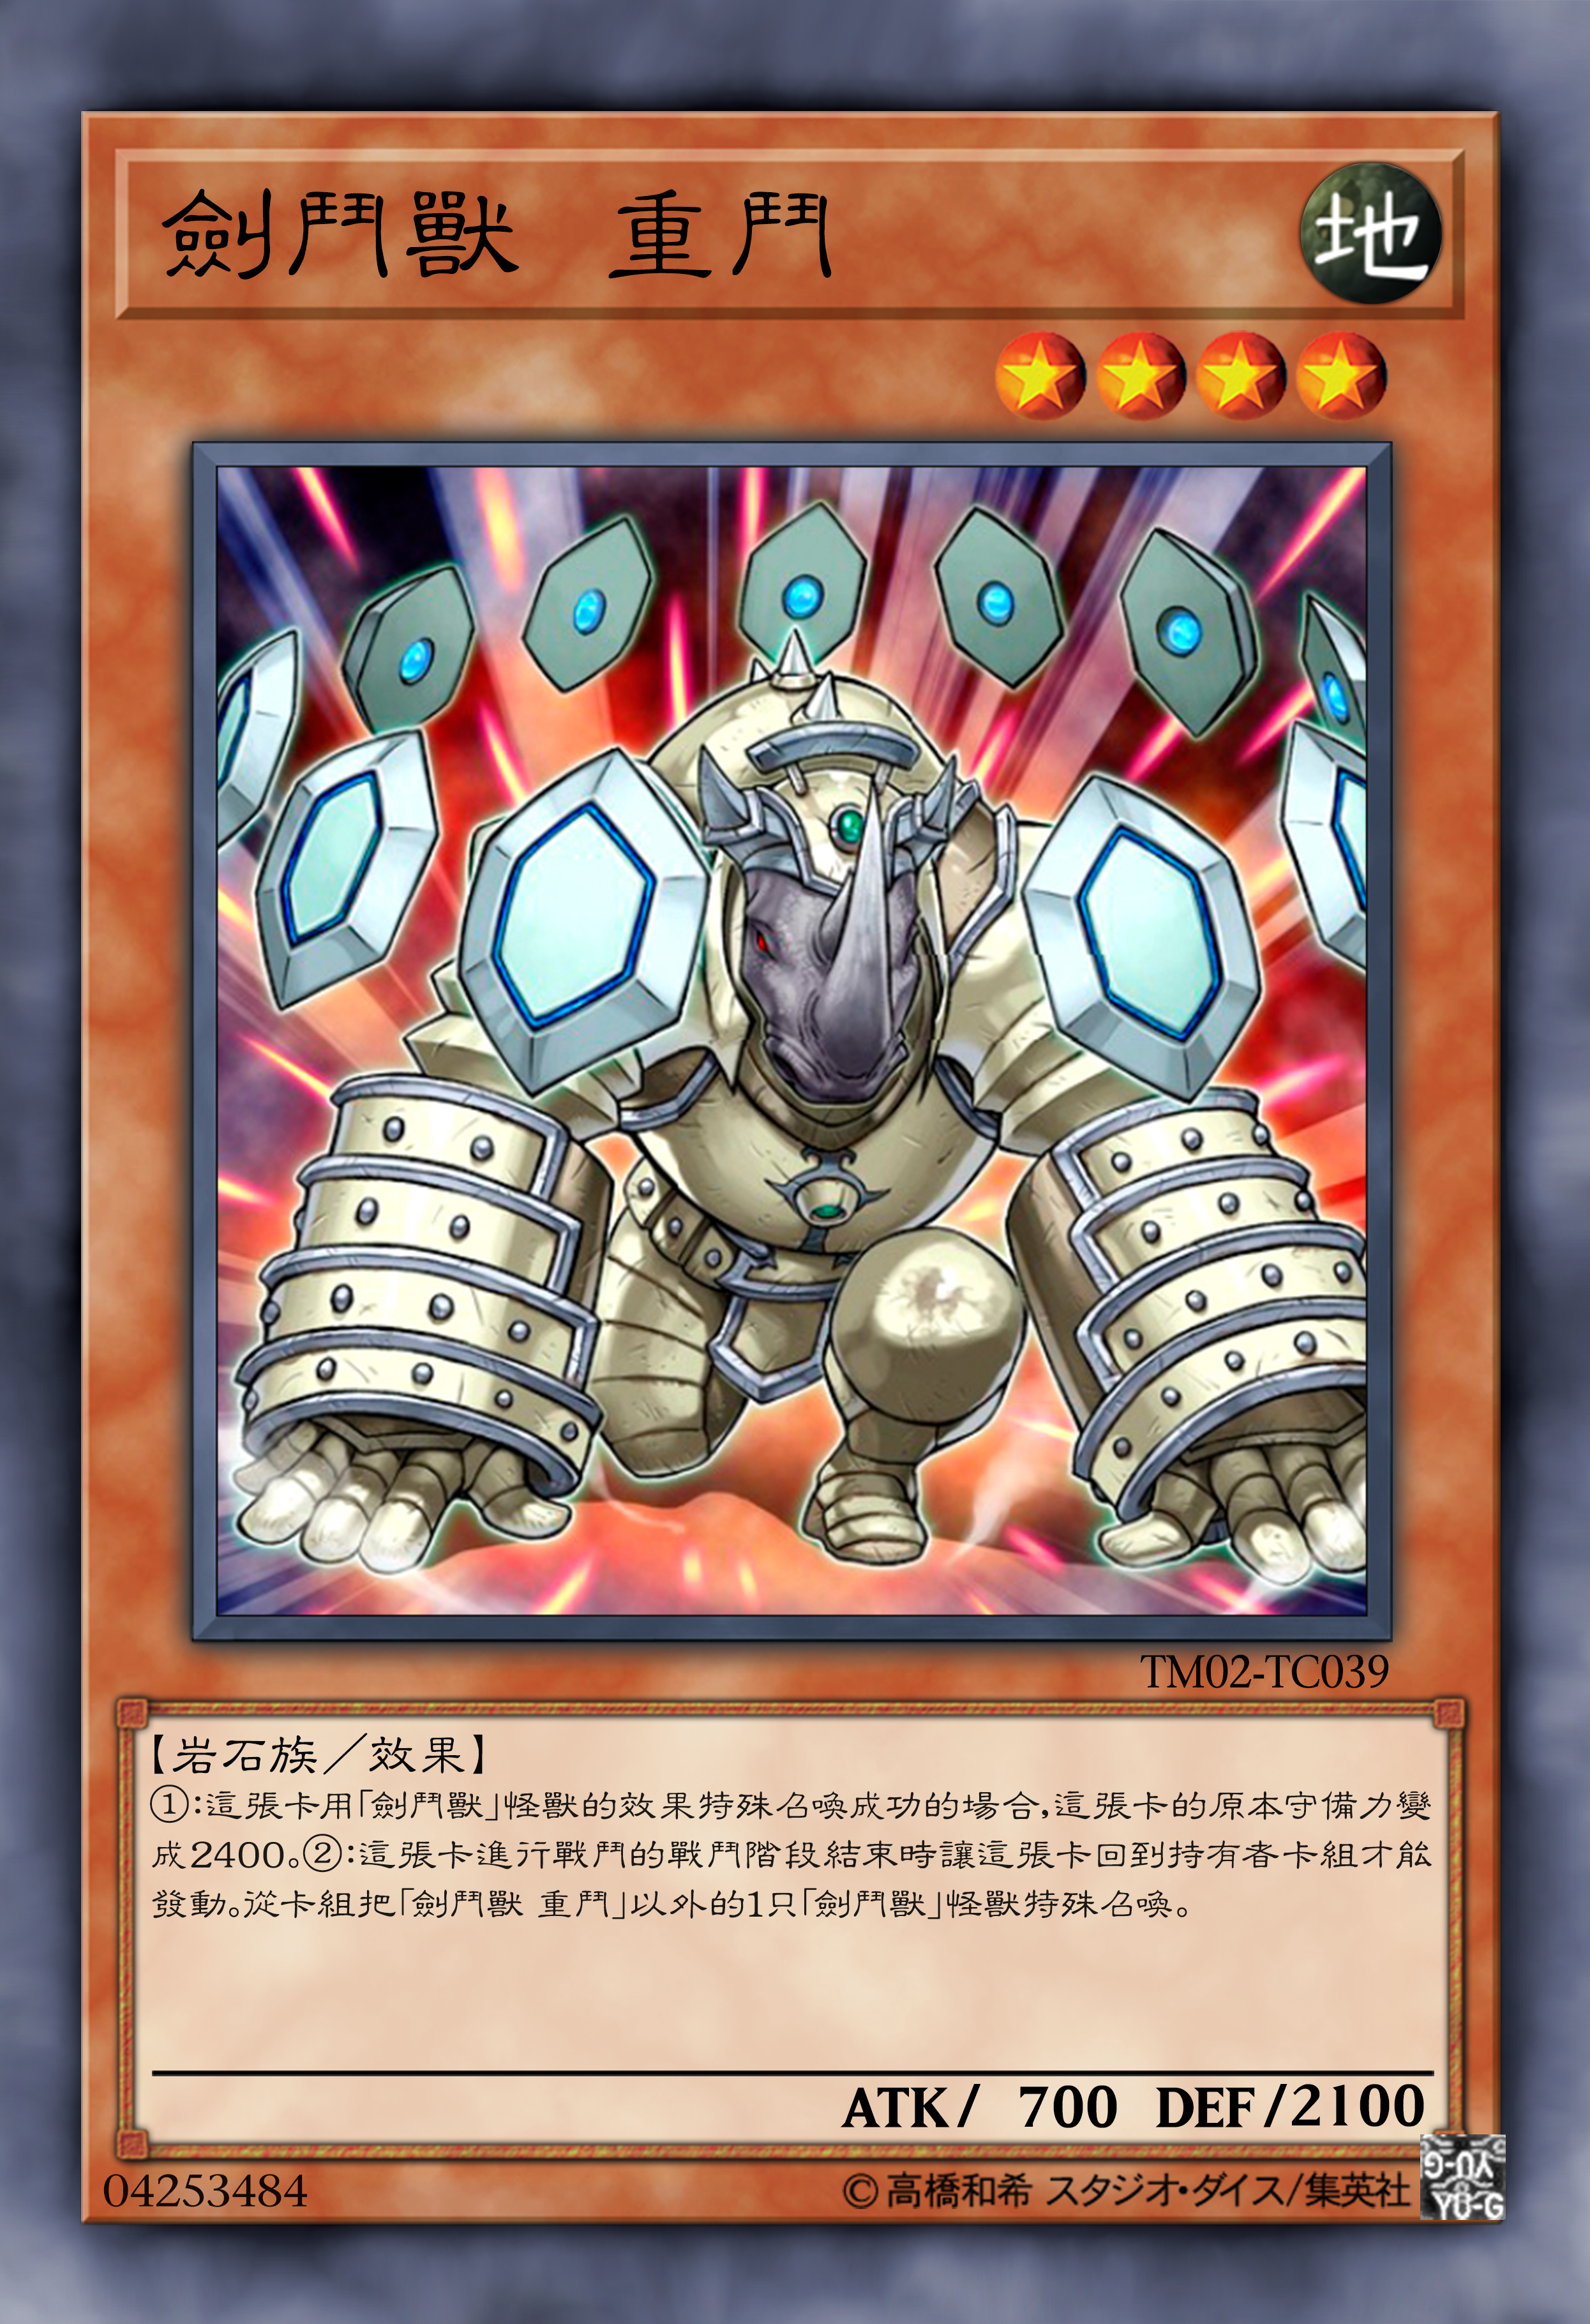 劍鬥獸 重鬥
地
TM02-TC039
【岩石族／效果】
①:這張卡用「劍鬥獸」怪獸的效果特殊召喚成功的場合,這張卡的原本守備力變
成2400。②:這張卡進行戰鬥的戰鬥階段結束時讓這張卡回到持有者卡組才能
發動。從卡組把「劍鬥獸 重鬥」以外的1只「劍鬥獸」怪獸特殊召喚。
ATK/ 700 DEF/2100
04253484
©高橋和希 スタジオ・ダイス/集英社
YU-G
YU-G